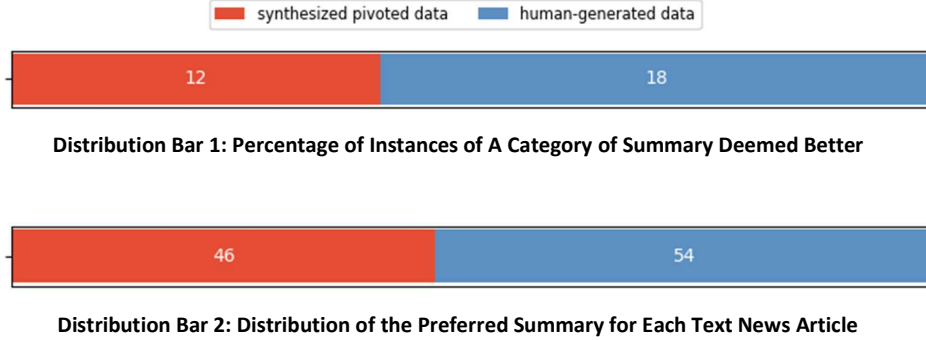 synthesized pivoted data human-generated data
12 18
Distribution Bar 1: Percentage of Instances of A Category of Summary Deemed Better
46 54
Distribution Bar 2: Distribution of the Preferred Summary for Each Text News Article